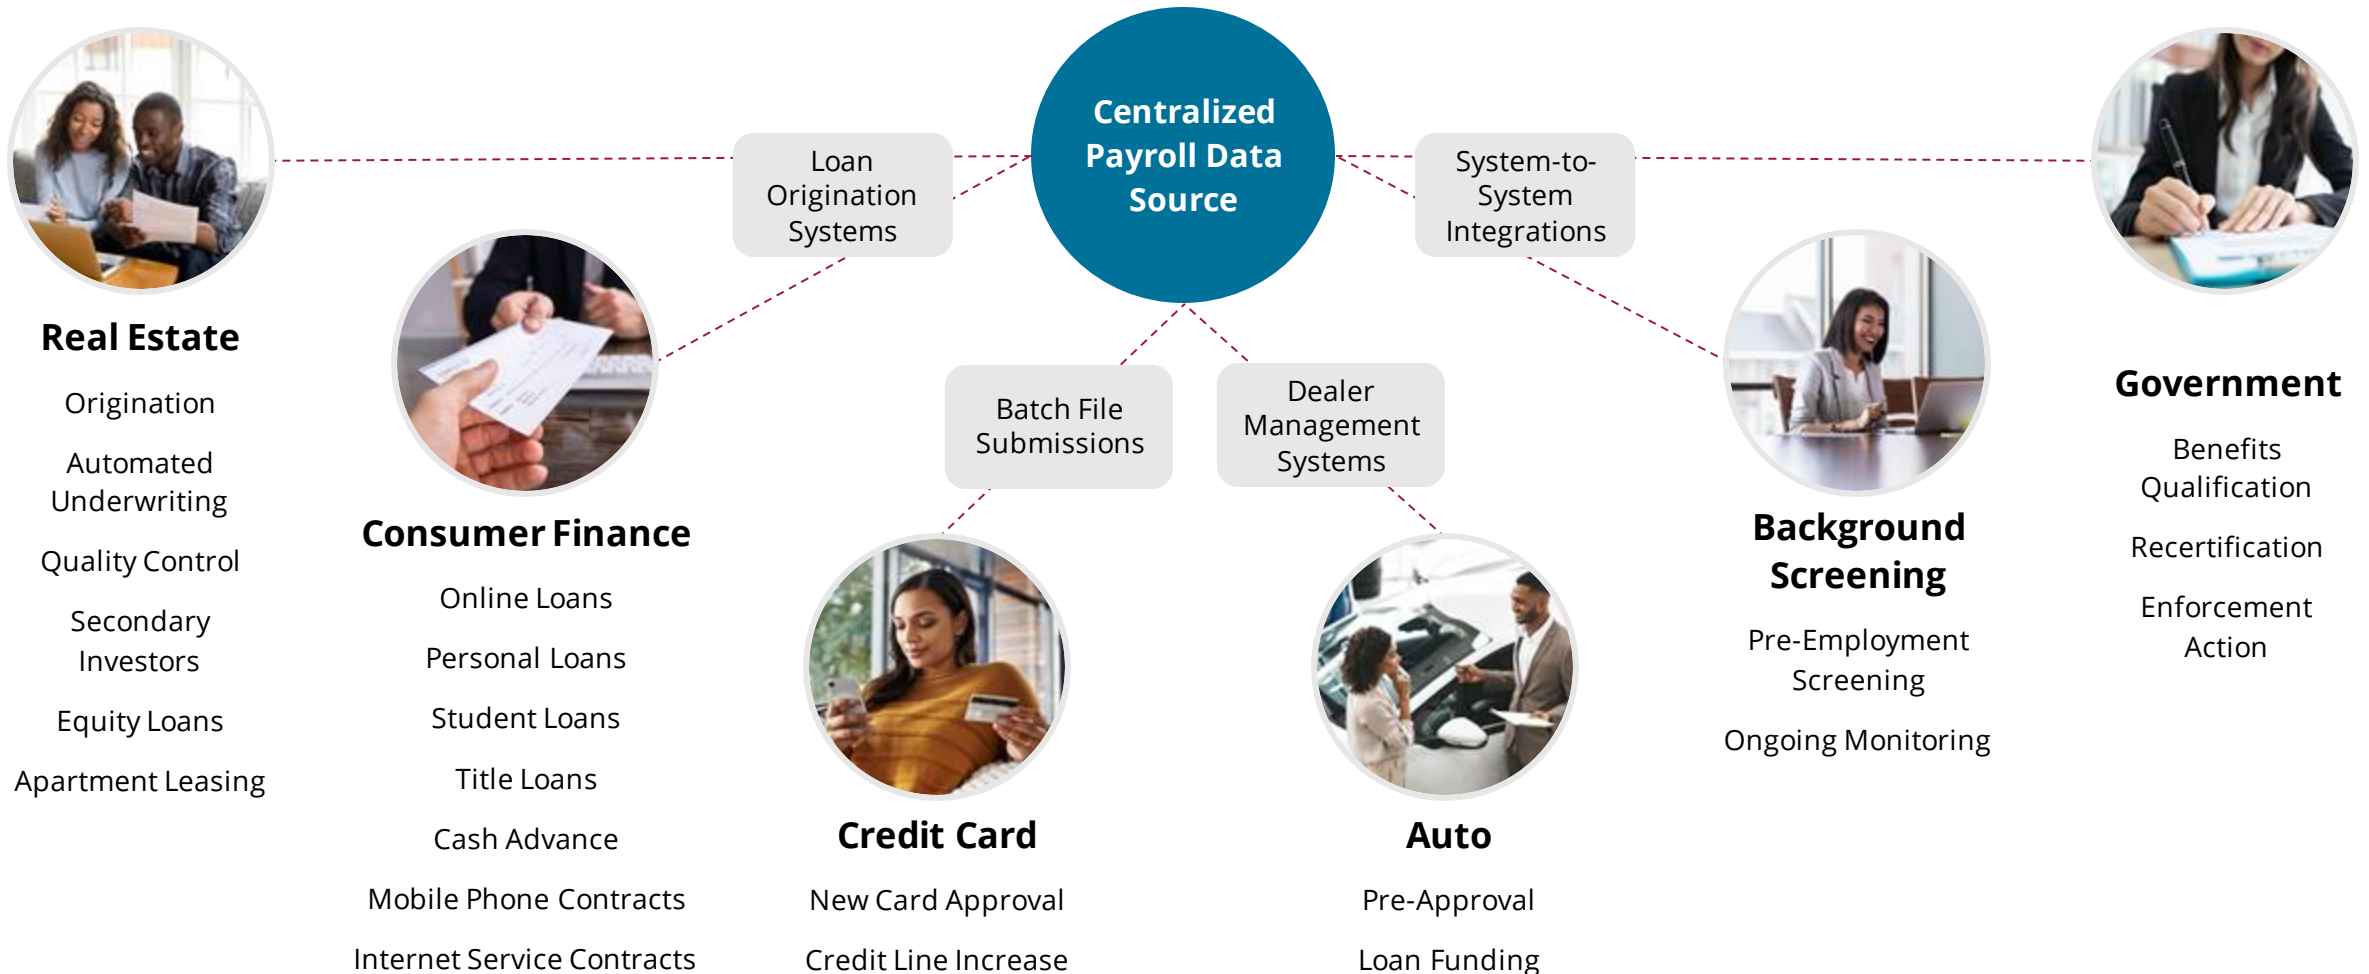 Centralized
Payroll Data
Source
Loan
Origination
Systems
System-to-
System
Integrations
Batch File
Submissions
Dealer
Management
Systems
Real Estate
Origination
Automated
Underwriting
Quality Control
Secondary
Investors
Equity Loans
Apartment Leasing
Consumer Finance
Online Loans
Personal Loans
Student Loans
Title Loans
Cash Advance
Mobile Phone Contracts
Internet Service Contracts
Credit Card
New Card Approval
Credit Line Increase
Auto
Pre-Approval
Loan Funding
Background
Screening
Pre-Employment
Screening
Ongoing Monitoring
Government
Benefits
Qualification
Recertification
Enforcement
Action